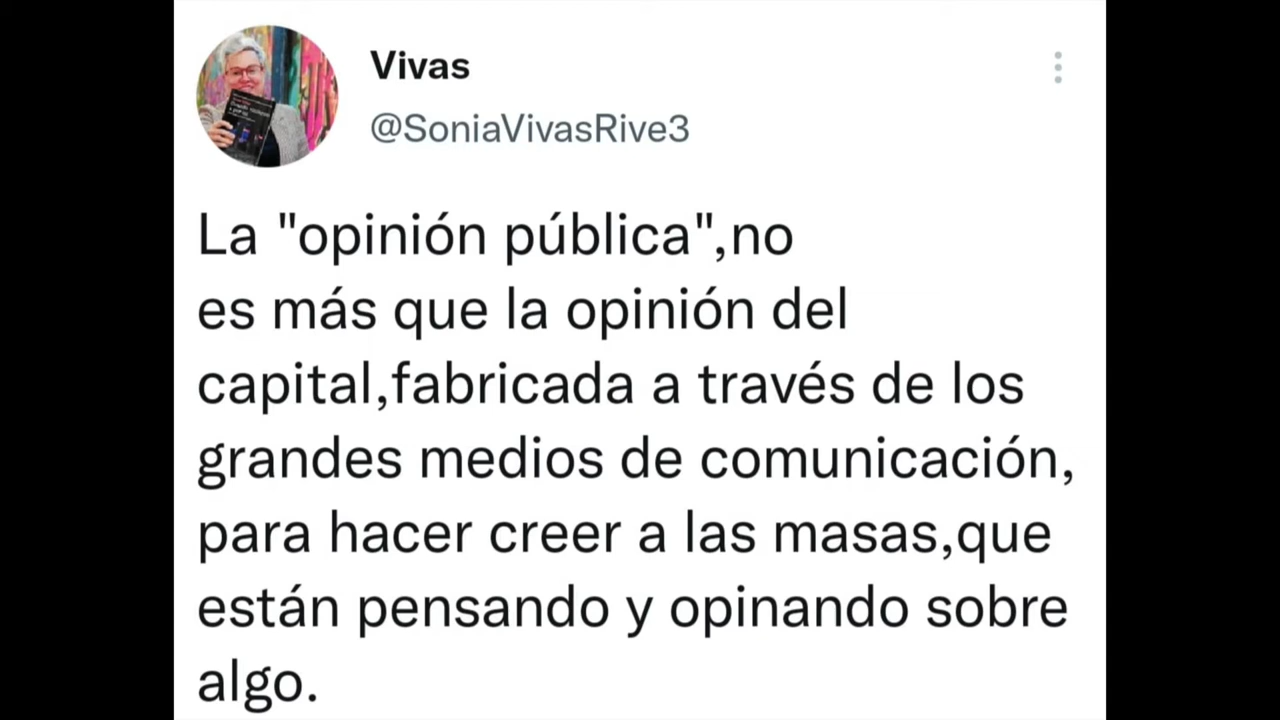 Vivas
@SoniaVivasRive3
La "opinión pública",no
es más que la opinión del
capital,fabricada a través de los
grandes medios de comunicación,
para hacer creer a las masas,que
están pensando y opinando sobre
algo.